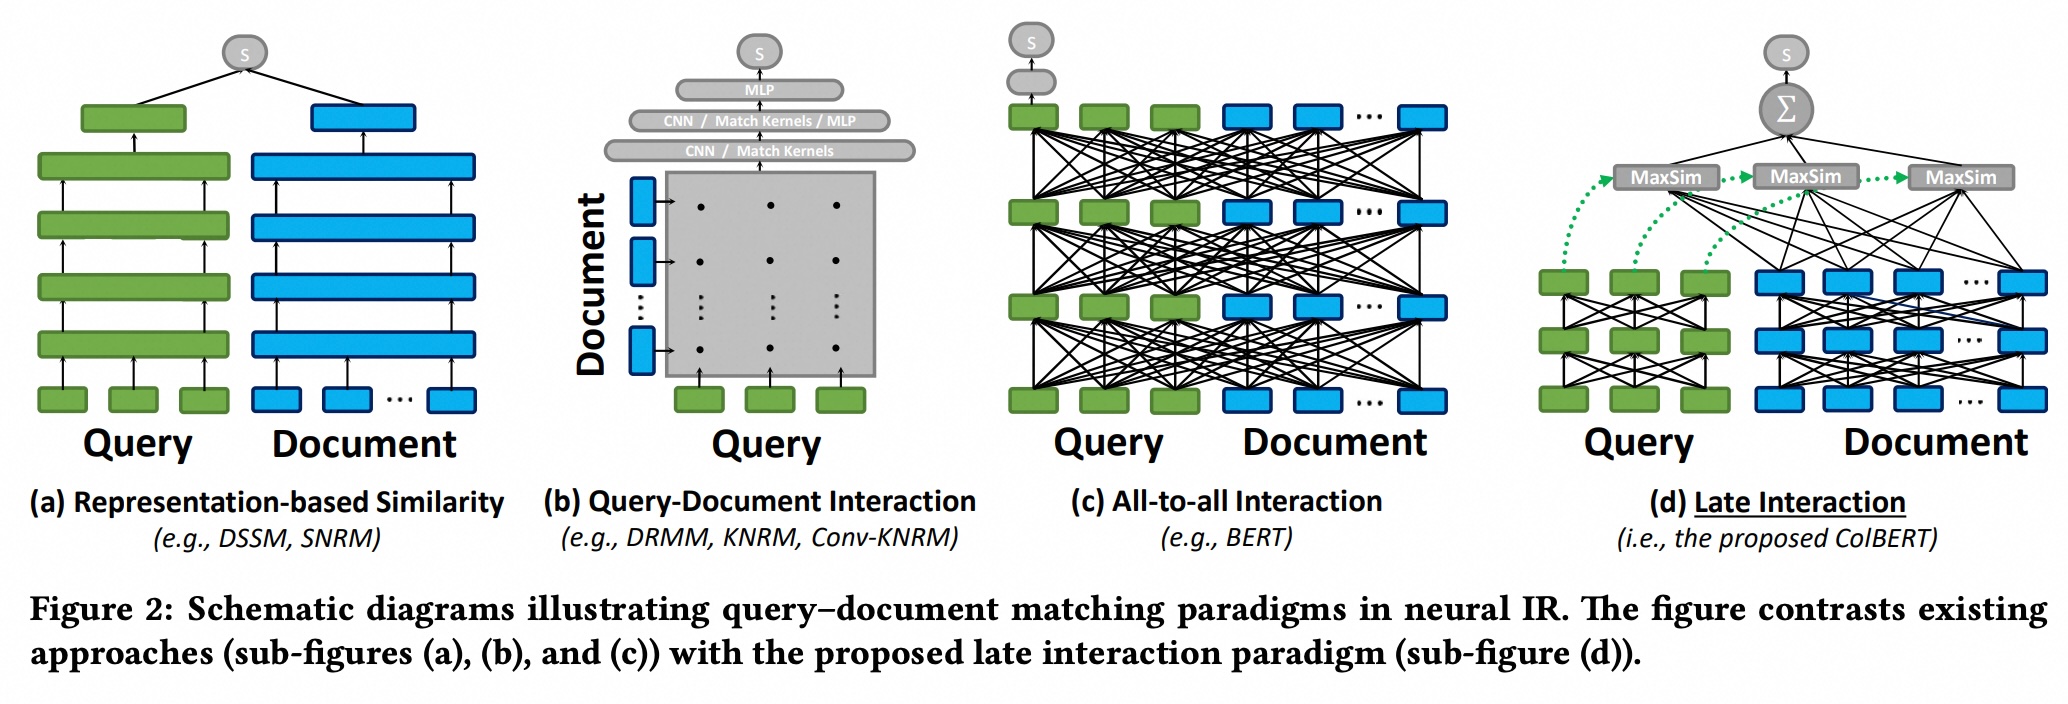 S
Query
Document
(a) Representation-based Similarity
(e.g., DSSM, SNRM)
S
MLP
CNN / Match Kernels / MLP
CNN / Match Kernels
Document
Query
(b) Query-Document Interaction
(e.g., DRMM, KNRM, Conv-KNRM)
S
Query
Document
(c) All-to-all Interaction
(e.g., BERT)
S
Σ
MaxSim
MaxSim
MaxSim
Query
Document
(d) Late Interaction
(i.e., the proposed ColBERT)
Figure 2: Schematic diagrams illustrating query–document matching paradigms in neural IR. The figure contrasts existing
approaches (sub-figures (a), (b), and (c)) with the proposed late interaction paradigm (sub-figure (d)).